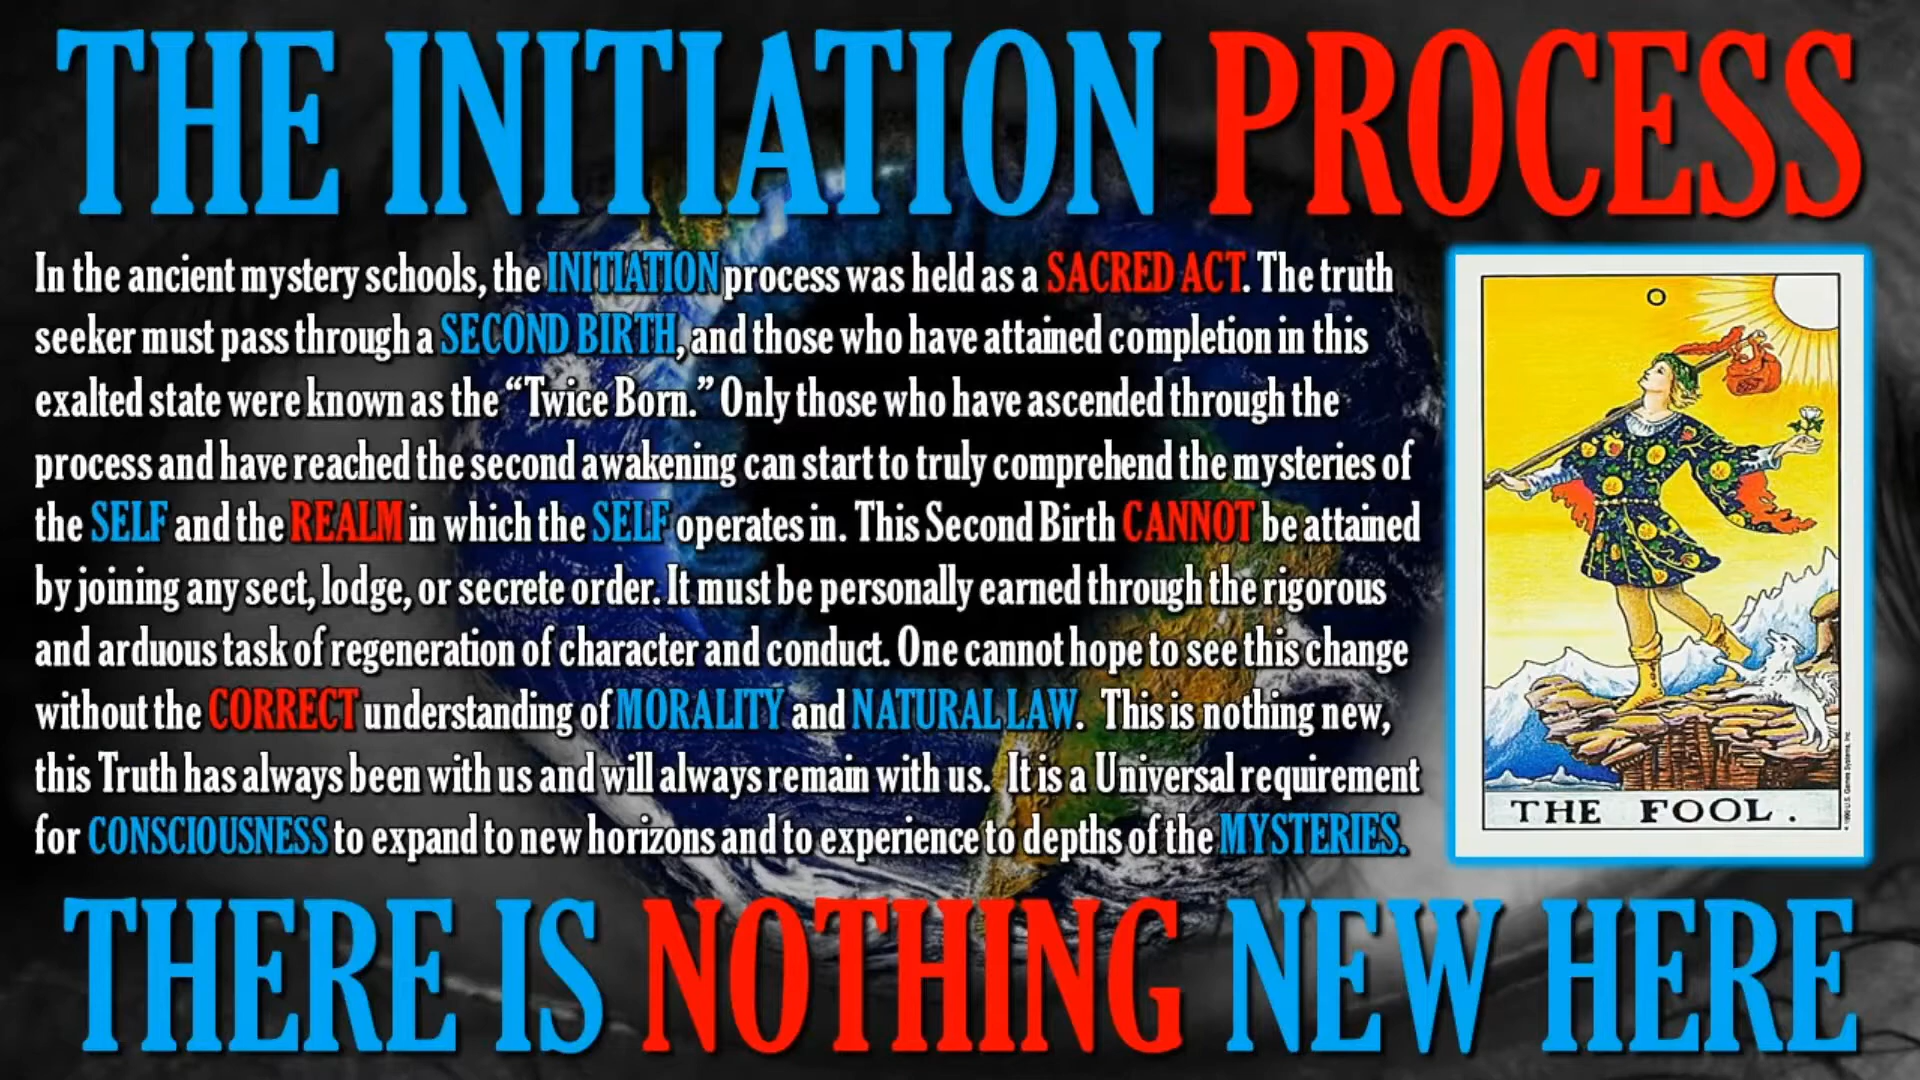 THE INITIATION PROCESS
In the ancient mystery schools, the INITIATION process was held as a SACRED ACT. The truth
seeker must pass through a SECOND BIRTH, and those who have attained completion in this
exalted state were known as the “Twice Born.” Only those who have ascended through the
process and have reached the second awakening can start to truly comprehend the mysteries of
the SELF and the REALM in which the SELF operates in. This Second Birth CANNOT be attained
by joining any sect, lodge, or secrete order. It must be personally earned through the rigorous
and arduous task of regeneration of character and conduct. One cannot hope to see this change
without the CORRECT understanding of MORALITY and NATURAL LAW. This is nothing new,
this Truth has always been with us and will always remain with us. It is a Universal requirement
for CONSCIOUSNESS to expand to new horizons and to experience to depths of the MYSTERIES.
0
THE FOOL.
U.S. Games Systems, Inc.
THERE IS NOTHING NEW HERE